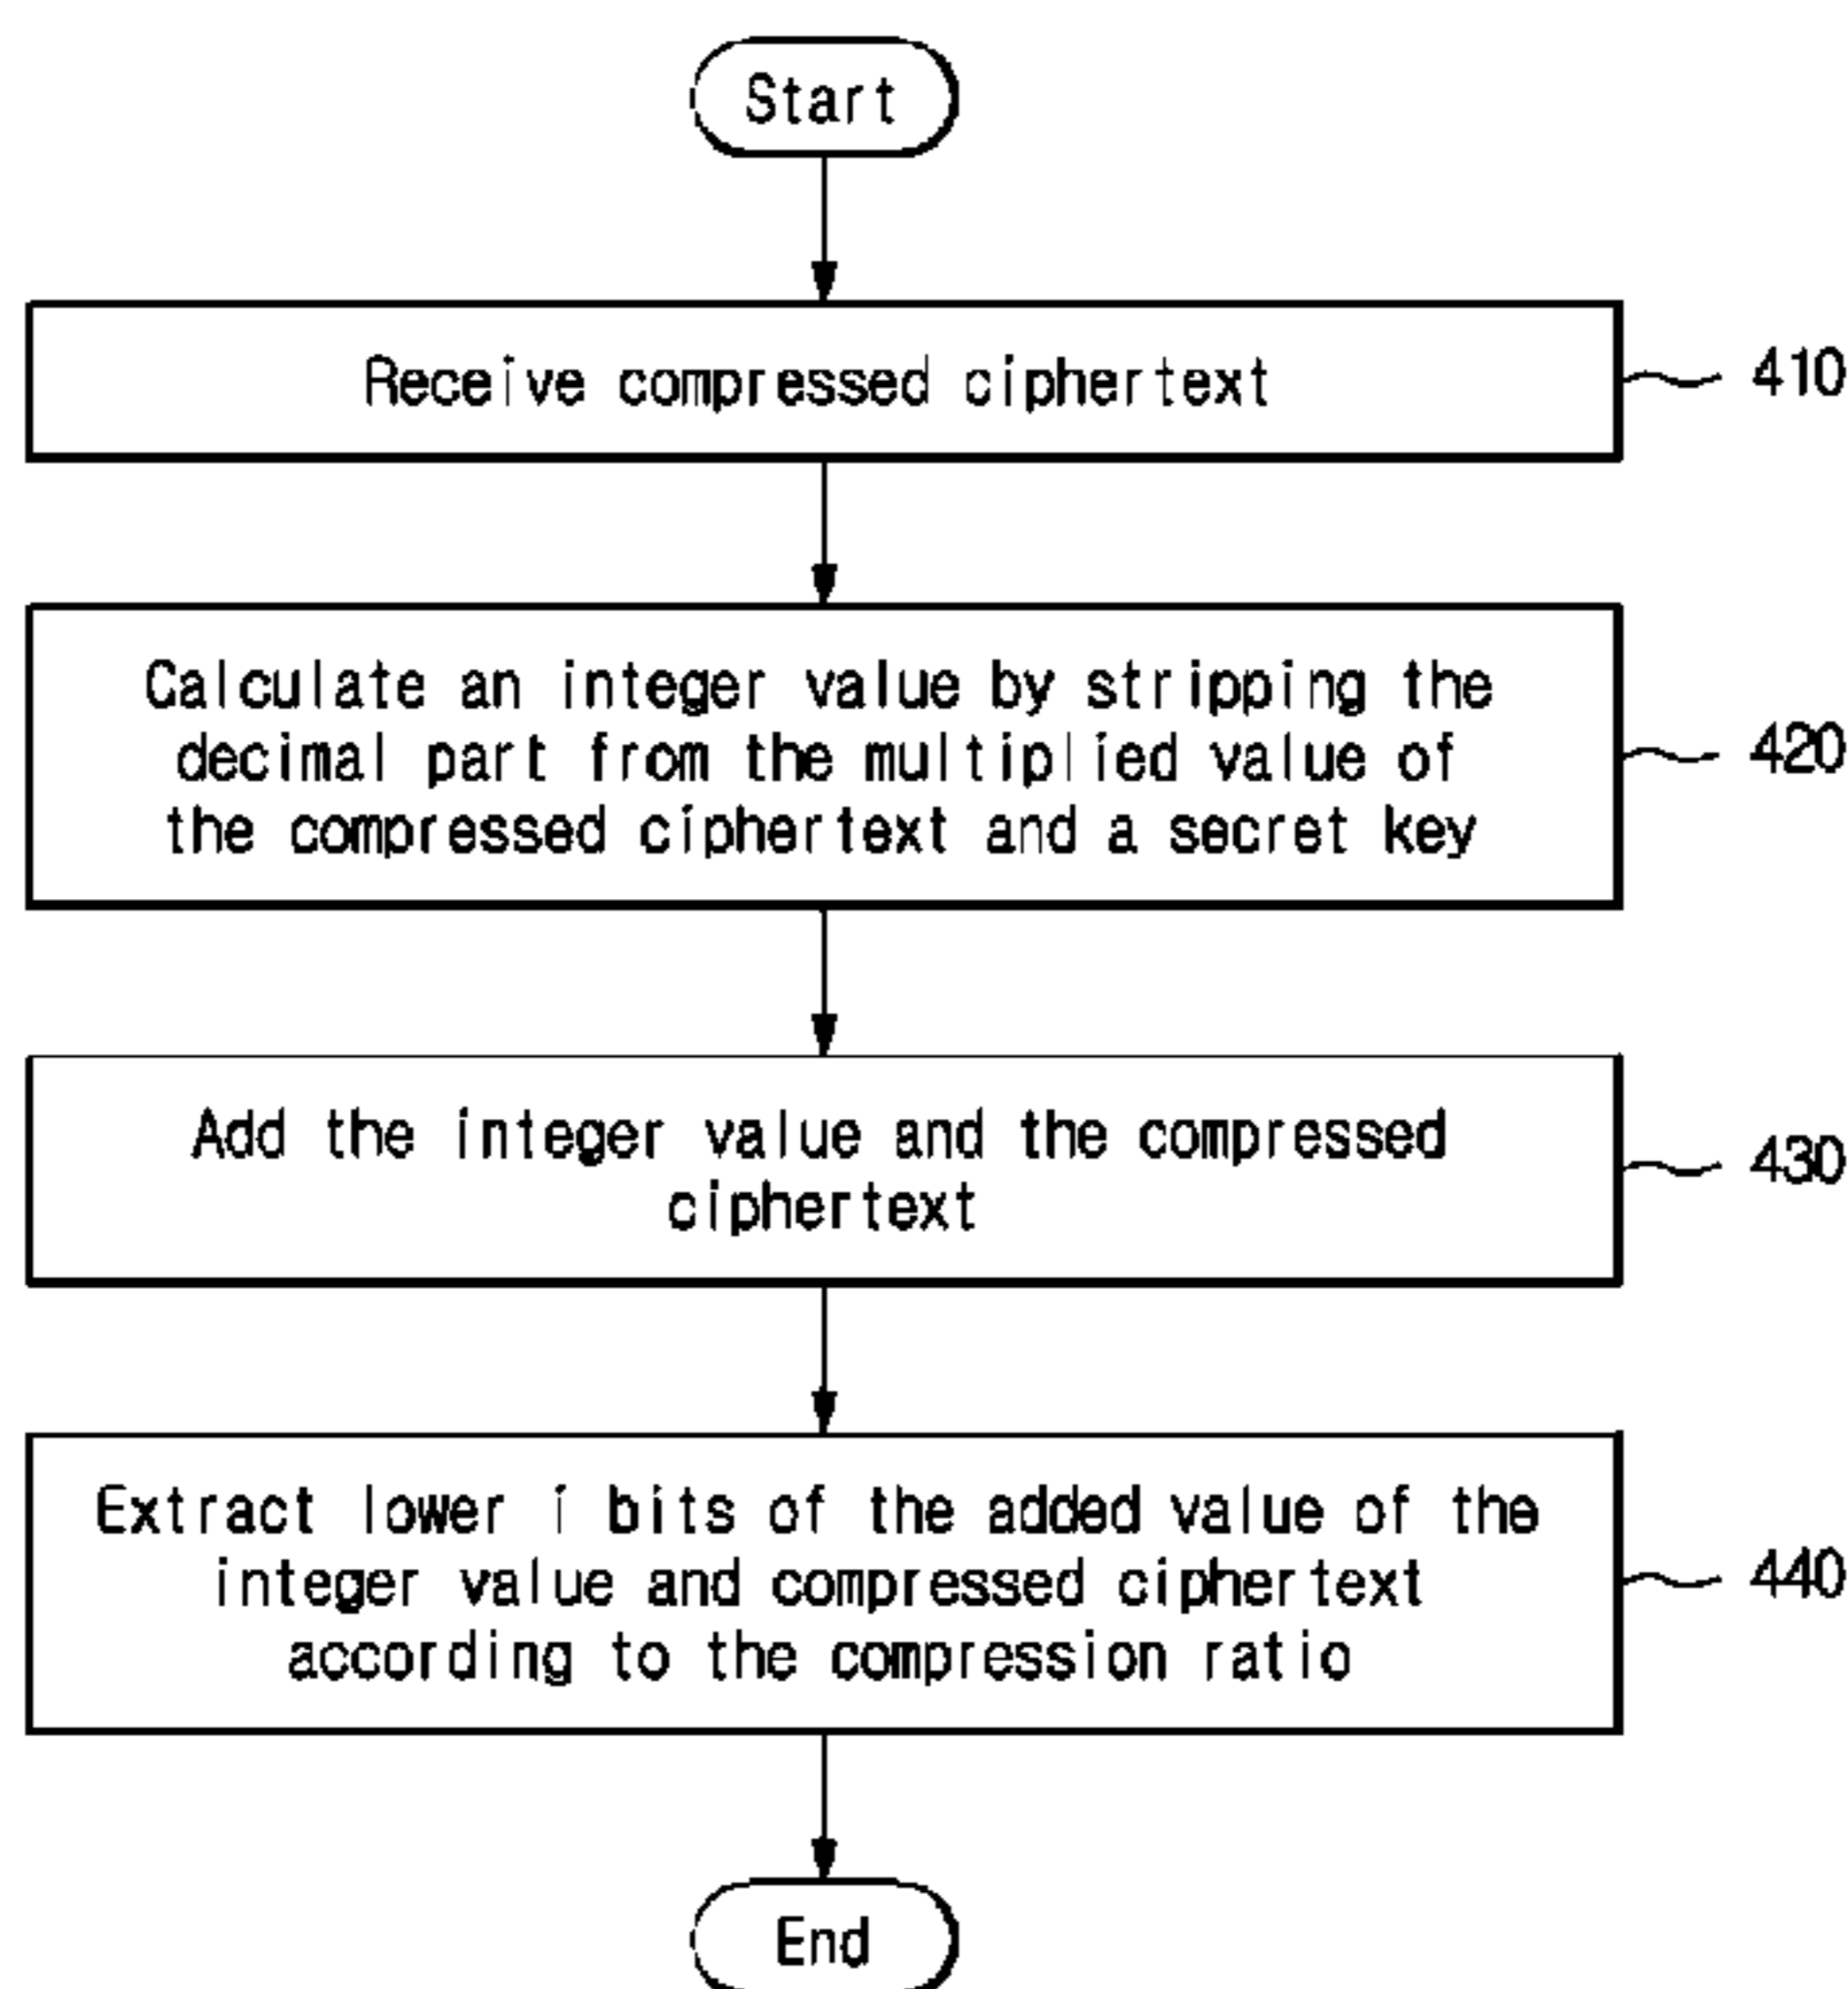 Start
Receive compressed ciphertext
410
Calculate an integer value by stripping the
decimal part from the multiplied value of
the compressed ciphertext and a secret key
420
Add the integer value and the compressed
ciphertext
430
Extract lower i bits of the added value of the
integer value and compressed ciphertext
according to the compression ratio
440
End